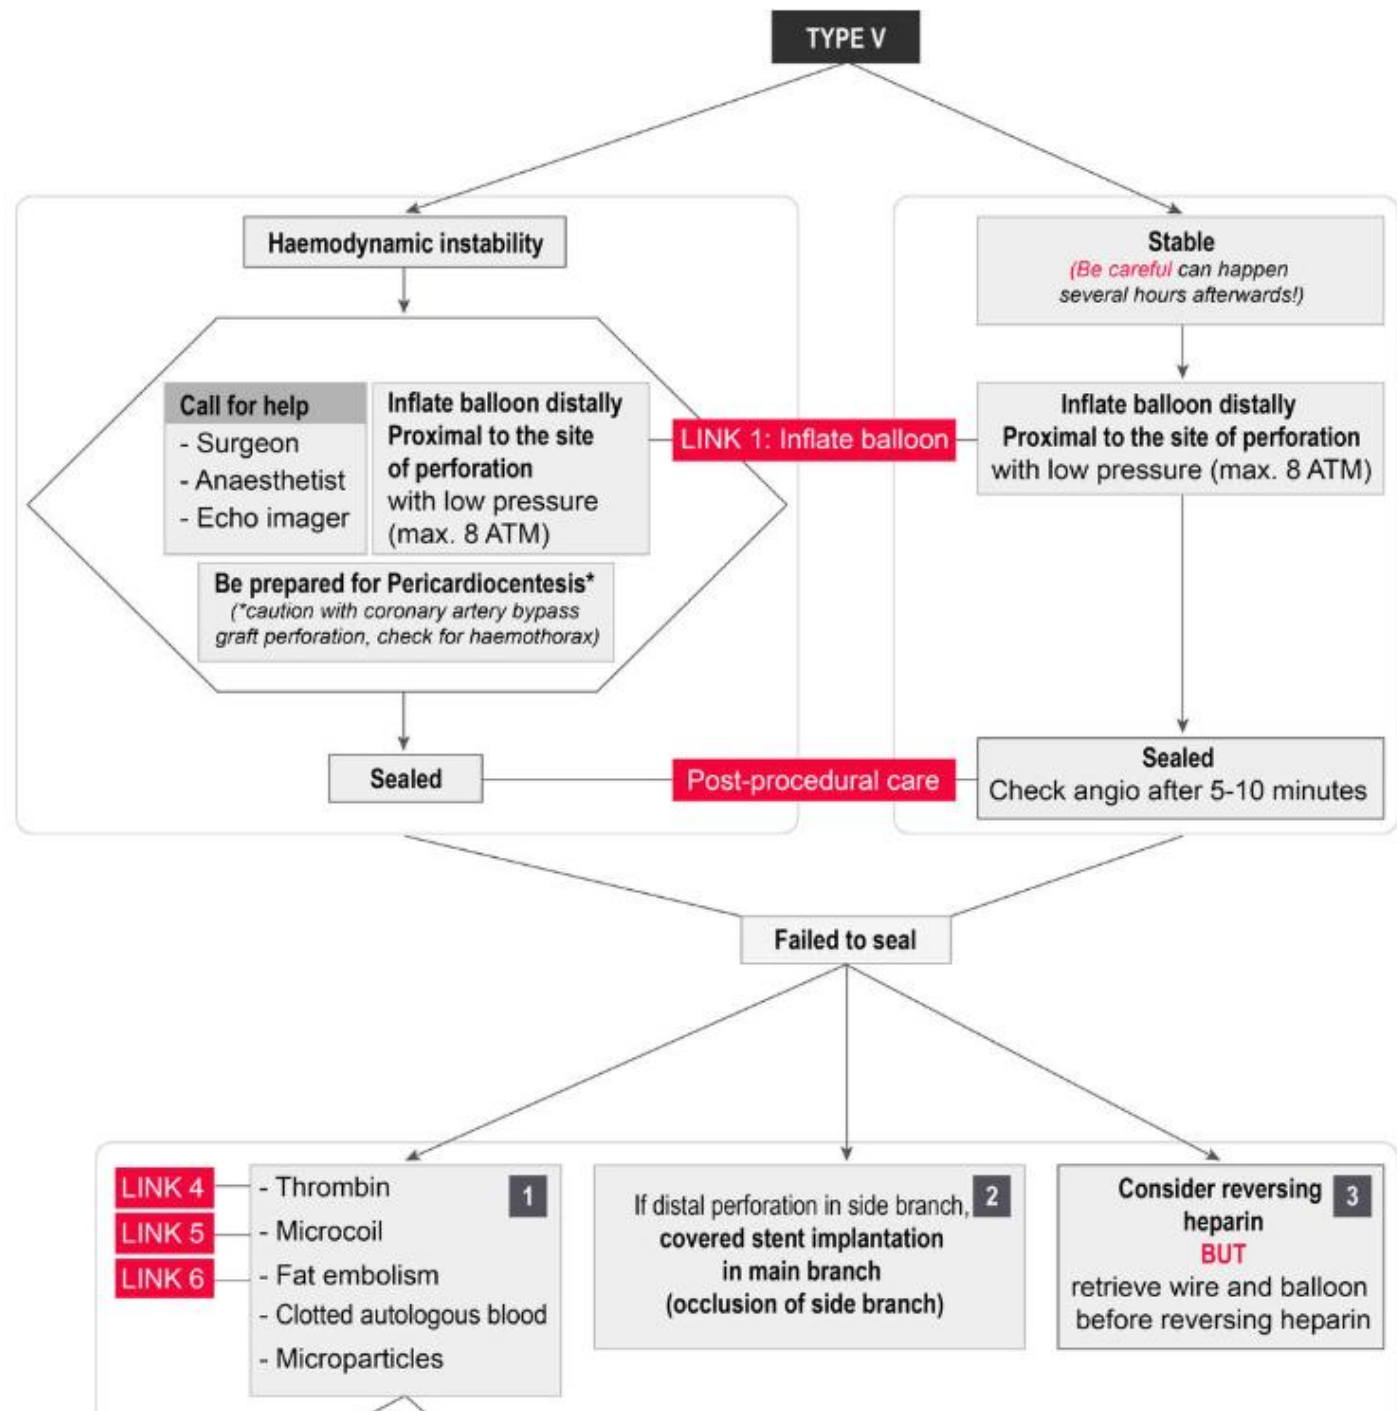 TYPE V
Haemodynamic instability
Stable
(Be careful can happen
several hours afterwards!)
Call for help
- Surgeon
- Anaesthetist
- Echo imager
Inflate balloon distally
Proximal to the site
of perforation
with low pressure
(max. 8 ATM)
LINK 1: Inflate balloon
Inflate balloon distally
Proximal to the site of perforation
with low pressure (max. 8 ATM)
Be prepared for Pericardiocentesis*
(*caution with coronary artery bypass
graft perforation, check for haemothorax)
Sealed
Post-procedural care
Sealed
Check angio after 5-10 minutes
Failed to seal
LINK 4
LINK 5
LINK 6
- Thrombin
- Microcoil
- Fat embolism
- Clotted autologous blood
- Microparticles
1
If distal perforation in side branch,
covered stent implantation
in main branch
(occlusion of side branch)
2
Consider reversing
heparin
BUT
retrieve wire and balloon
before reversing heparin
3